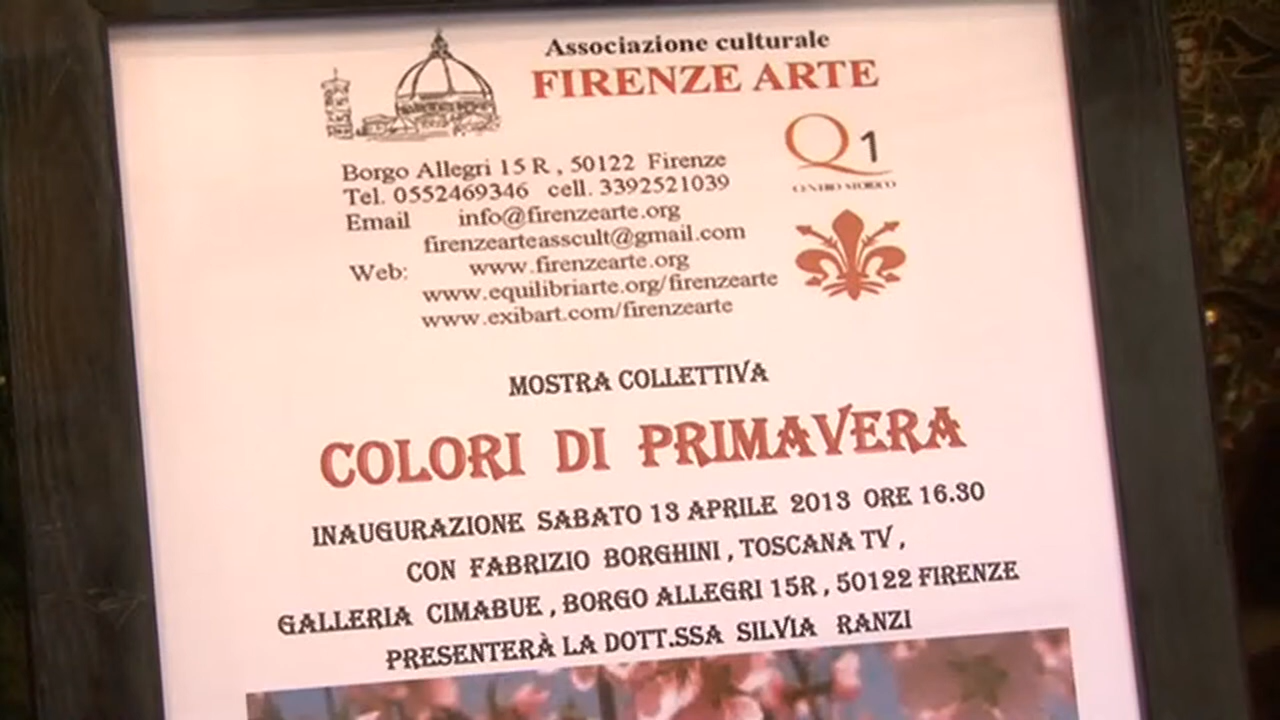 Associazione culturale
FIRENZE ARTE
Q1
CENTRO STORICO
Borgo Allegri 15 R , 50122 Firenze
Tel. 0552469346 cell. 3392521039
Email info@firenzearte.org
firenzearteasscult@gmail.com
Web: www.firenzearte.org
www.equilibriarte.org/firenzearte
www.exibart.com/firenzearte
MOSTRA COLLETTIVA
COLORI DI PRIMAVERA
INAUGURAZIONE SABATO 13 APRILE 2013 ORE 16.30
CON FABRIZIO BORGHINI , TOSCANA TV ,
GALLERIA CIMABUE , BORGO ALLEGRI 15R , 50122 FIRENZE
PRESENTERÀ LA DOTT.SSA SILVIA RANZI